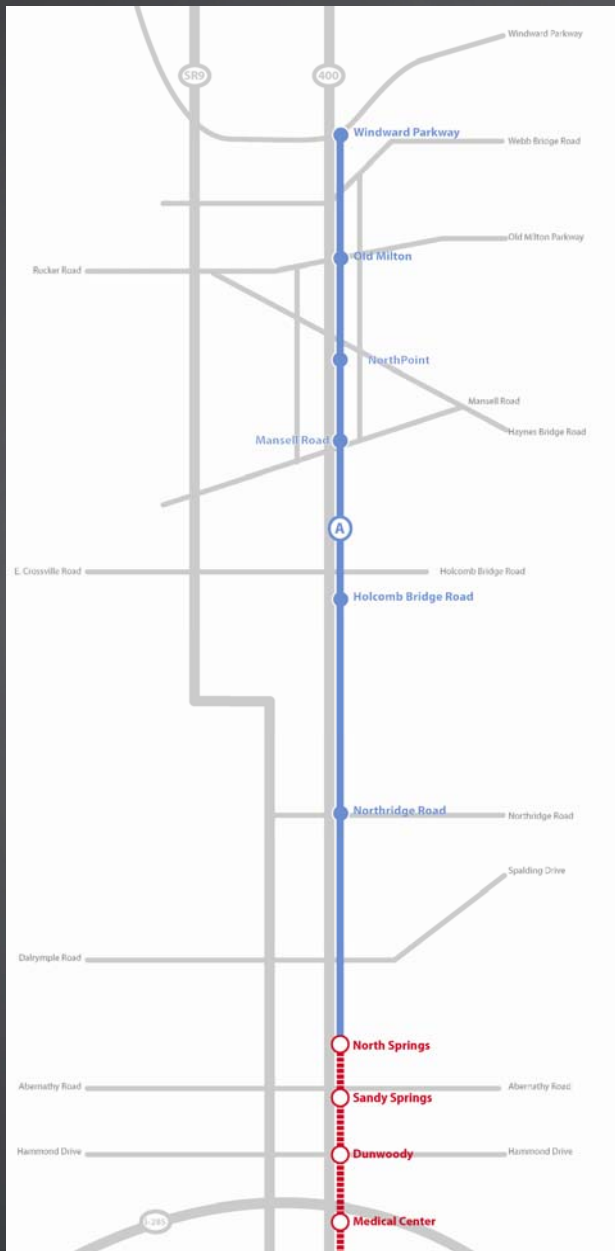 Windward Parkway
SR9
400
Windward Parkway
Webb Bridge Road
Old Milton Parkway
Old Milton
Rucker Road
NorthPoint
Mansell Road
Haynes Bridge Road
Mansell Road
A
E. Crossville Road
Holcomb Bridge Road
Holcomb Bridge Road
Northridge Road
Northridge Road
Spalding Drive
Dalrymple Road
North Springs
Abernathy Road
Abernathy Road
Sandy Springs
Hammond Drive
Dunwoody
Hammond Drive
I-285
Medical Center